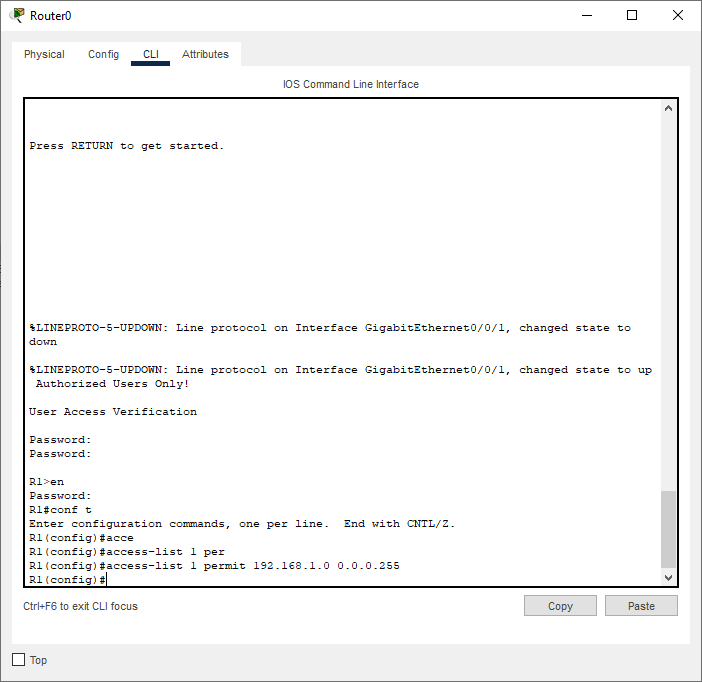 Router0
Physical Config CLI Attributes
IOS Command Line Interface
Press RETURN to get started.
%LINEPROTO-5-UPDOWN: Line protocol on Interface GigabitEthernet0/0/1, changed state to
down
%LINEPROTO-5-UPDOWN: Line protocol on Interface GigabitEthernet0/0/1, changed state to up
Authorized Users Only!
User Access Verification
Password:
Password:
R1>en
Password:
R1#conf t
Enter configuration commands, one per line.  End with CNTL/Z.
R1(config)#acce
R1(config)#access-list 1 per
R1(config)#access-list 1 permit 192.168.1.0 0.0.0.255
R1(config)#
Ctrl+F6 to exit CLI focus
Copy Paste
Top